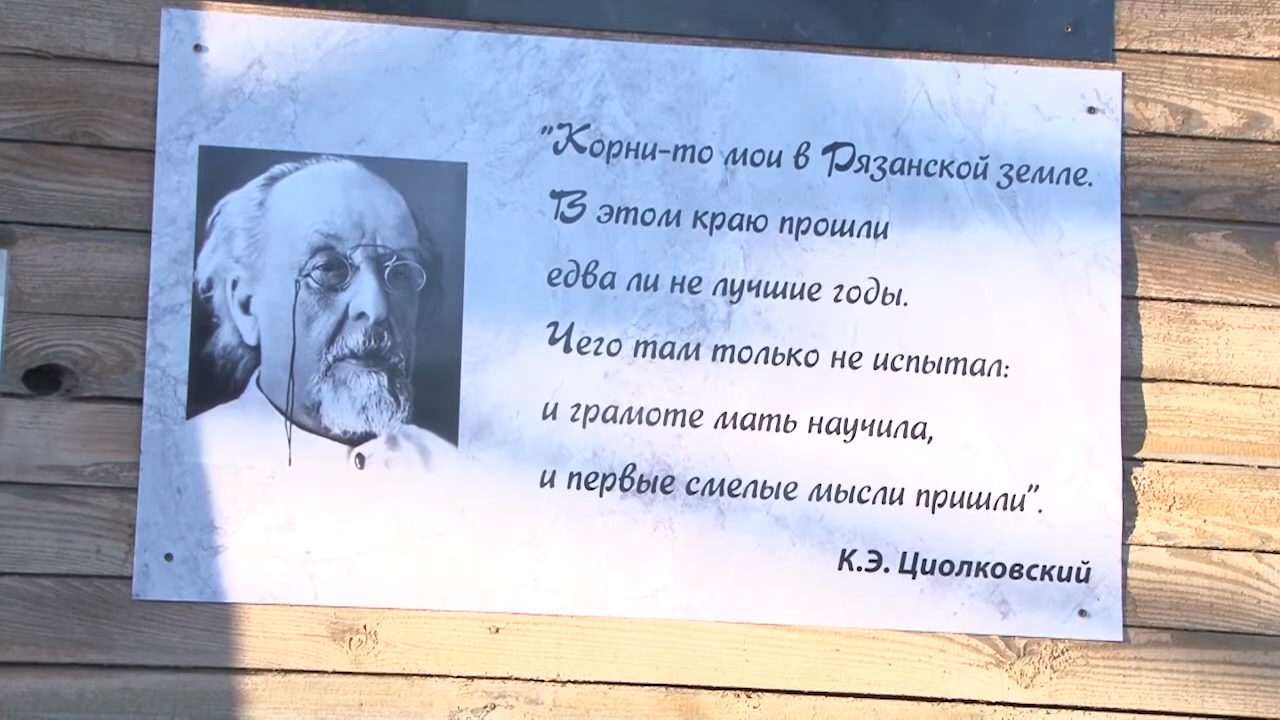 "Корни-то мои в Рязанской земле.
В этом краю прошли
едва ли не лучшие годы.
Чего там только не испытал:
и грамоте мать научила,
и первые смелые мысли пришли".
К.Э. Циолковский